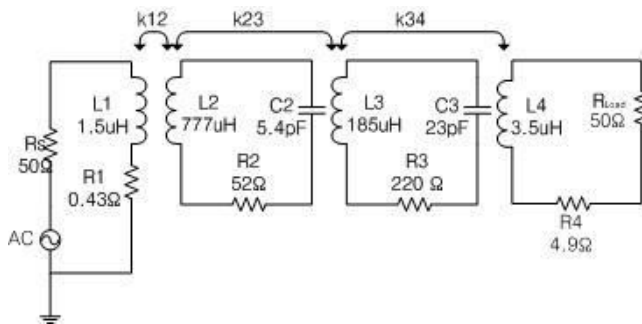 k12
k23
k34
L1
1.5uH
L2
777uH
C2
5.4pF
L3
185uH
C3
23pF
L4
3.5uH
RLoad
50Ω
Rs
50Ω
R1
0.43Ω
R2
52Ω
R3
220 Ω
R4
4.9Ω
AC